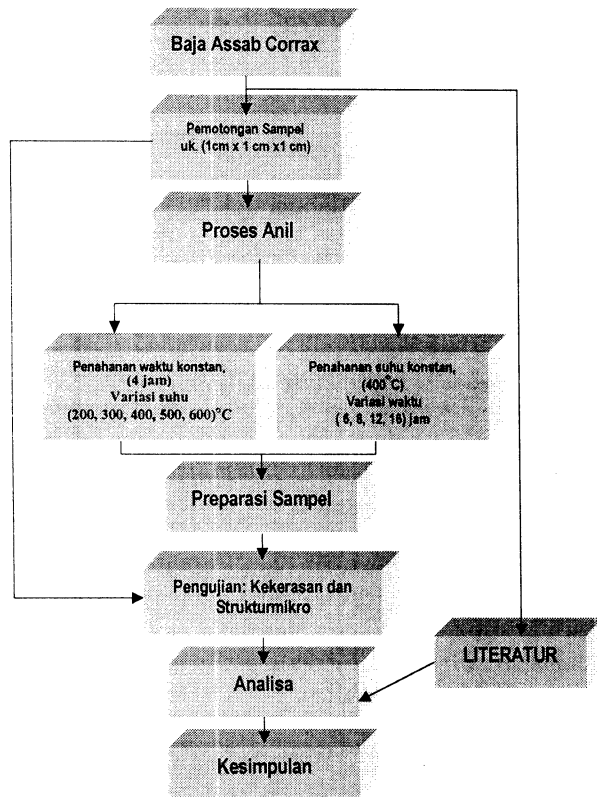 Baja Assab Corrax
Pemotongan Sampel
uk. (1cm x 1 cm x1 cm)
Proses Anil
Penahanan waktu konstan,
(4 jam)
Variasi suhu
(200, 300, 400, 500, 600)°C
Penahanan suhu konstan,
(400°C)
Variasi waktu
( 6, 8, 12, 16) jam
Preparasi Sampel
Pengujian: Kekerasan dan
Strukturmikro
LITERATUR
Analisa
Kesimpulan